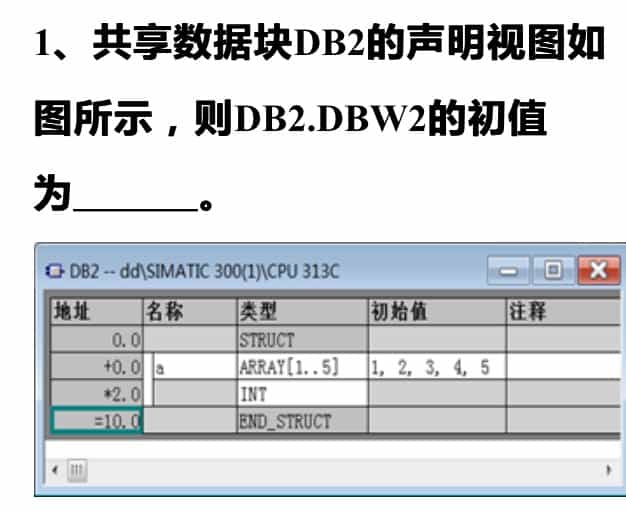 1、共享数据块DB2的声明视图如
图所示，则DB2.DBW2的初值
为______。
DB2 -- dd\SIMATIC 300(1)\CPU 313C
地址 名称 类型 初始值 注释
0.0 STRUCT
+0.0 a ARRAY[1..5] 1, 2, 3, 4, 5
*2.0 INT
=10.0 END_STRUCT